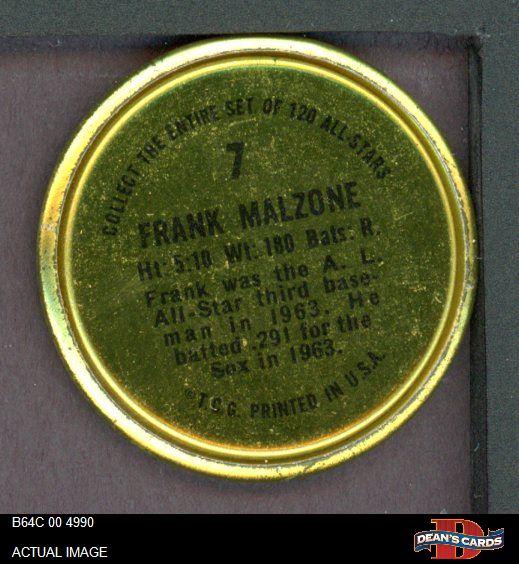 COLLECT THE ENTIRE SET OF 120 ALL-STARS
7
FRANK MALZONE
Ht: 5:10 Wt: 180 Bats: R.
Frank was the A. L.
All-Star third base-
man in 1963. He
batted .291 for the
Sox in 1963.
© T.C.G. PRINTED IN U.S.A.
B64C 00 4990
ACTUAL IMAGE
D
DEAN'S CARDS